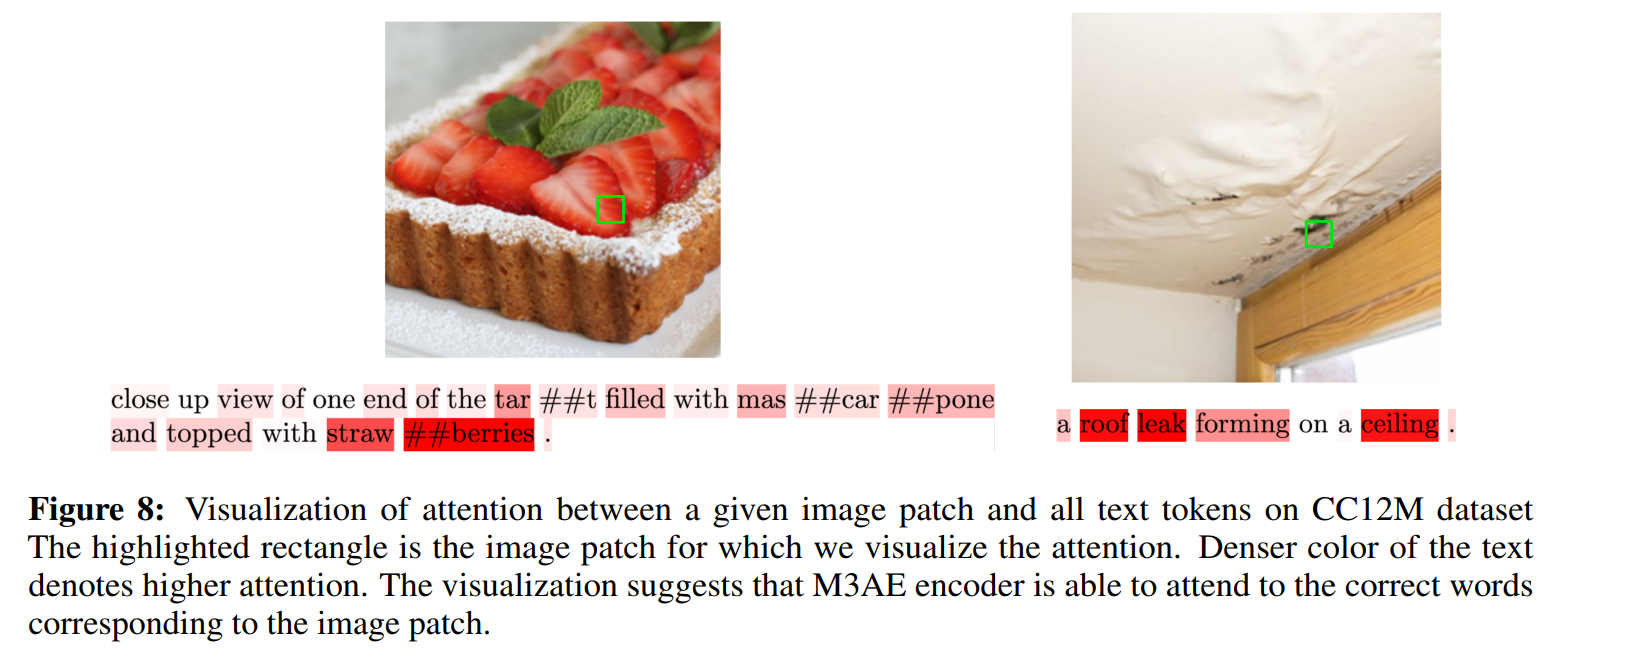 close up view of one end of the tar ##t filled with mas ##car ##pone
and topped with straw ##berries .
a roof leak forming on a ceiling .
Figure 8: Visualization of attention between a given image patch and all text tokens on CC12M dataset
The highlighted rectangle is the image patch for which we visualize the attention. Denser color of the text
denotes higher attention. The visualization suggests that M3AE encoder is able to attend to the correct words
corresponding to the image patch.